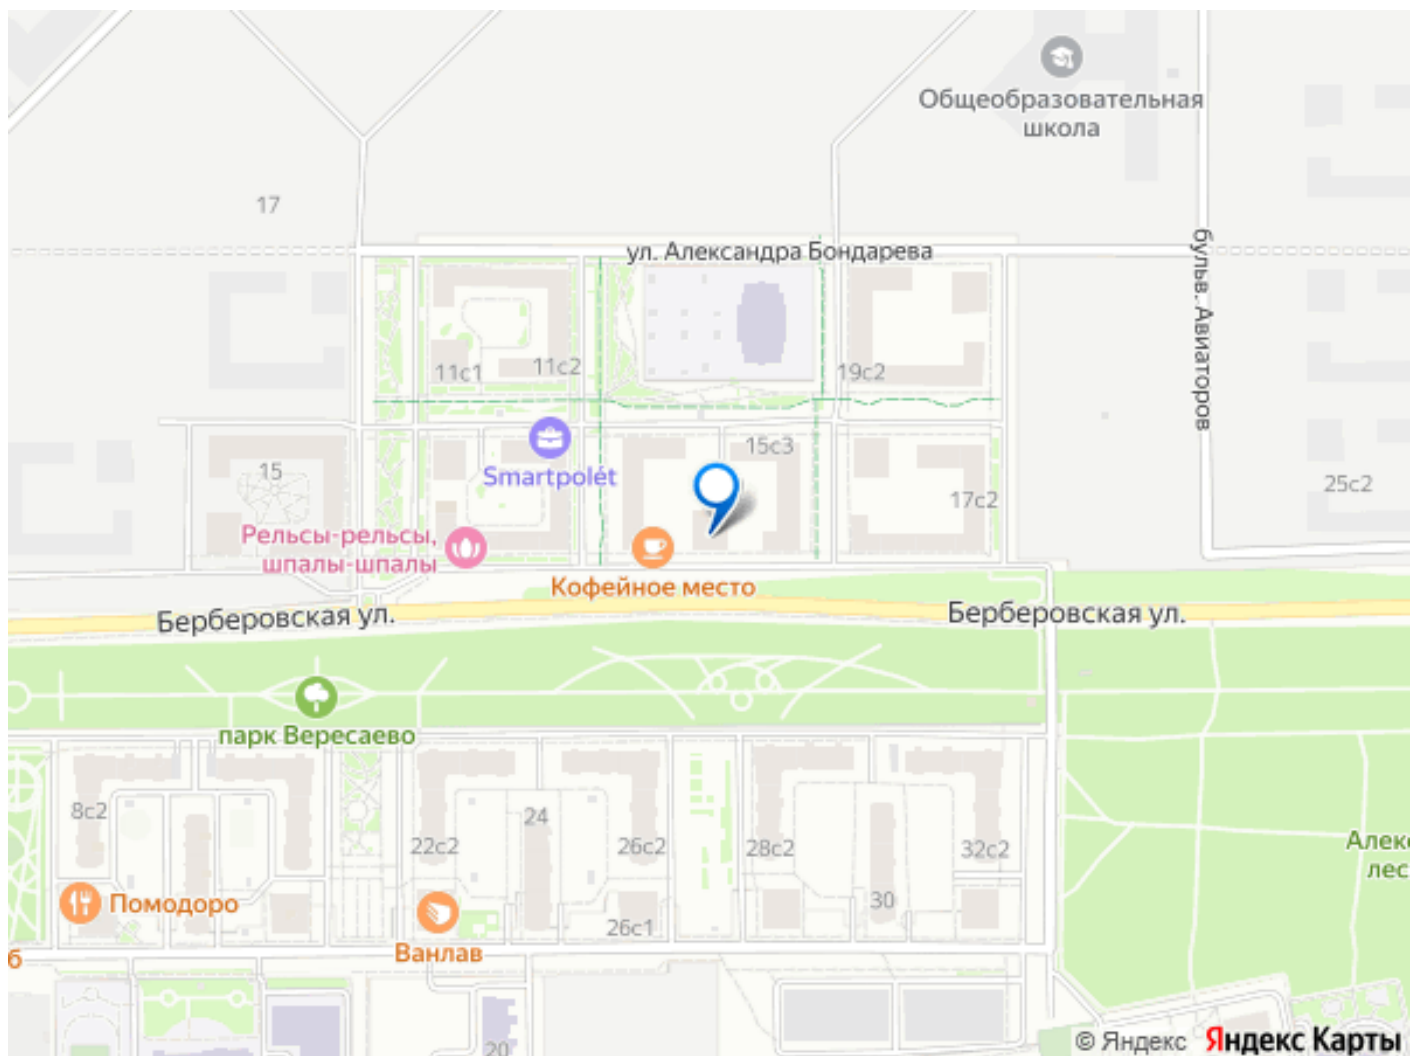 Общеобразовательная
школа
17
ул. Александра Бондарева
бульв. Авиаторов
11с1
11с2
19с2
15с3
15
Smartpolét
17с2
25с2
Рельсы-рельсы,
шпалы-шпалы
Кофейное место
Берберовская ул.
Берберовская ул.
парк Вересаево
8с2
22с2
24
26с2
28с2
32с2
Помодоро
26с1
30
Ванлав
20
© Яндекс Яндекс Карты